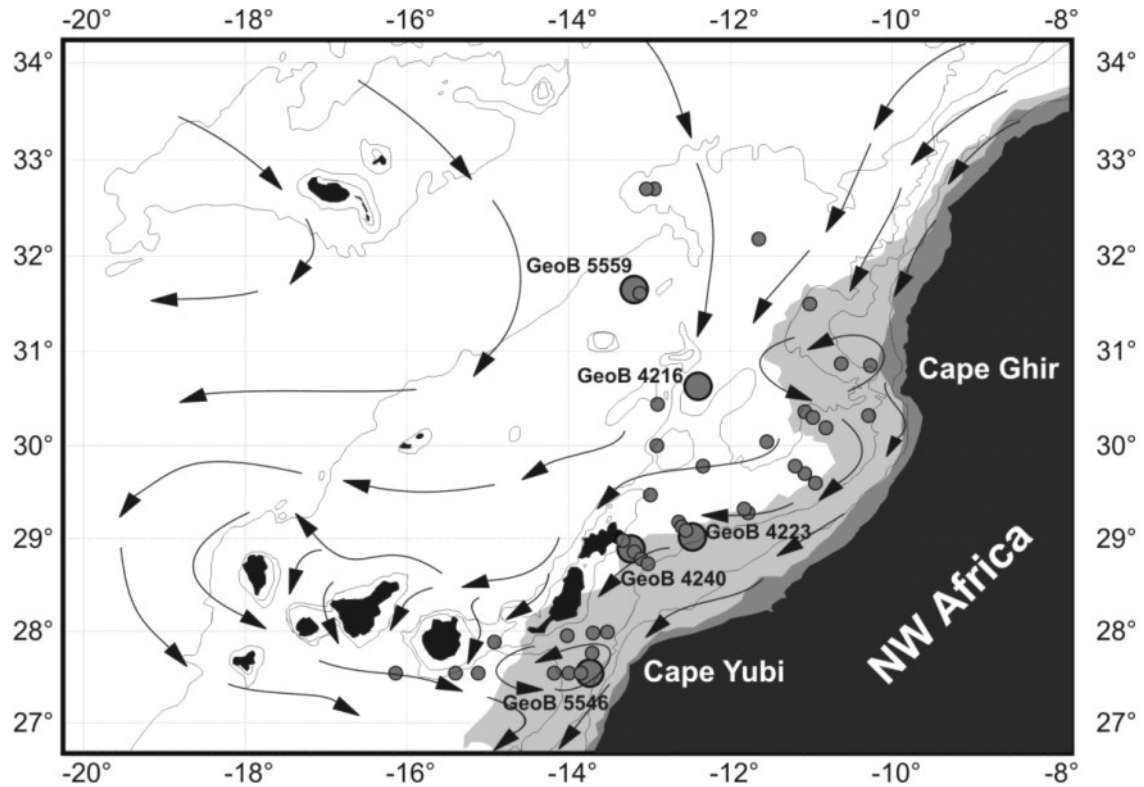 -20° -18° -16° -14° -12° -10° -8°
34° 34°
33° 33°
32° GeoB 5559 32°
31° 31°
GeoB 4216 Cape Ghir
30° 30°
29° GeoB 4223 29°
GeoB 4240
NW Africa
28° 28°
Cape Yubi
GeoB 5546
27° 27°
-20° -18° -16° -14° -12° -10° -8°